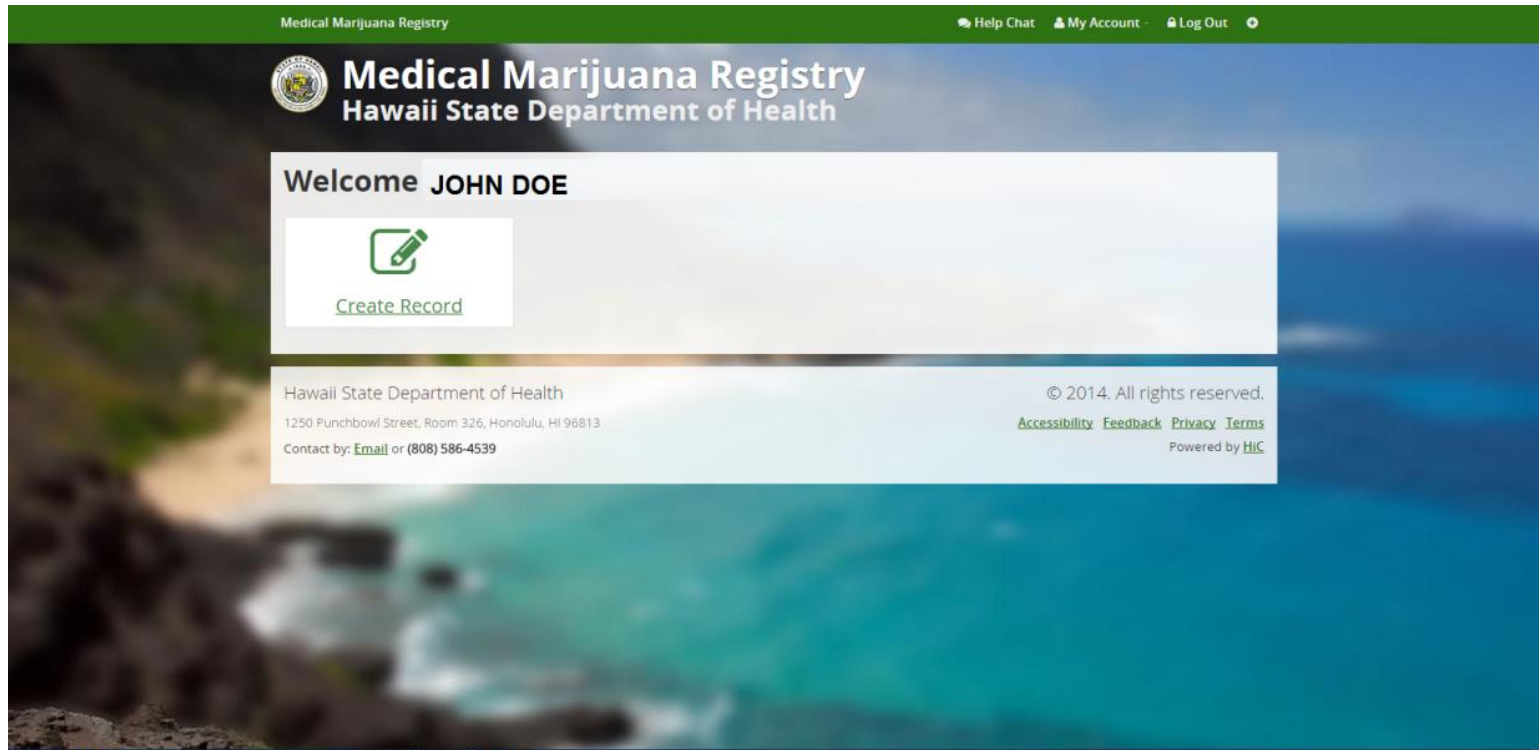 Medical Marijuana Registry
Help Chat My Account Log Out
Medical Marijuana Registry
Hawaii State Department of Health
Welcome JOHN DOE
Create Record
Hawaii State Department of Health
© 2014. All rights reserved.
1250 Punchbowl Street, Room 326, Honolulu, HI 96813
Accessibility Feedback Privacy Terms
Contact by: Email or (808) 586-4539
Powered by HiC